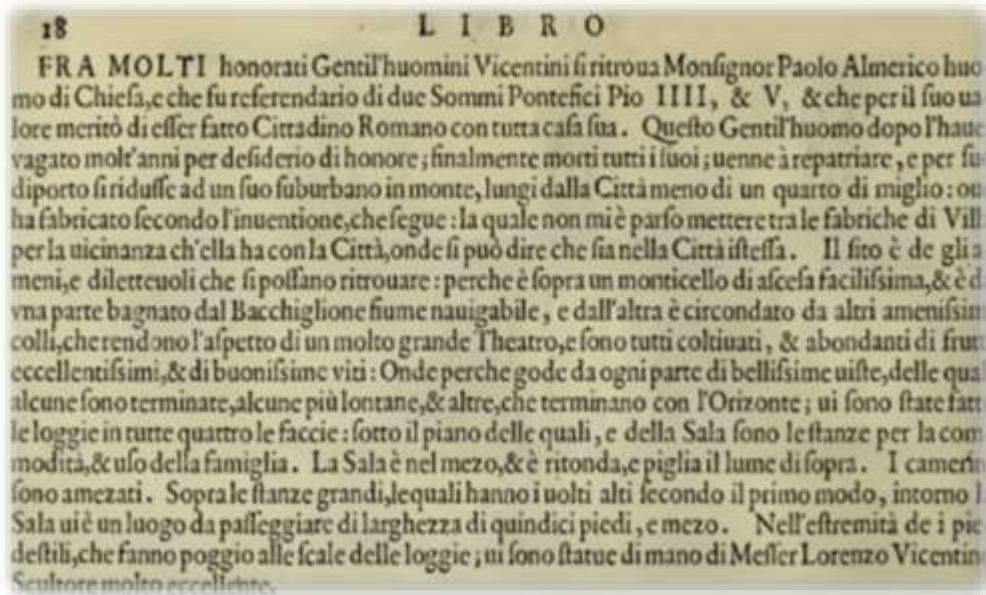 18 LIBRO
FRA MOLTI honorati Gentil'huomini Vicentini si ritroua Monsignor Paolo Almerico huo
mo di Chiesa, e che fu referendario di due Sommi Pontefici Pio IIII, & V, & che per il suo ua
lore meritò di esser fatto Cittadino Romano con tutta casa sua. Questo Gentil'huomo dopo l'haue
vagato molt'anni per desiderio di honore; finalmente morti tutti i suoi; uenne à repatriare, e per su
diporto si ridusse ad un suo suburbano in monte, lungi dalla Città meno di un quarto di miglio: ou
ha fabricato secondo l'inuentione, che segue: la quale non mi è parso mettere tra le fabriche di Vill
per la uicinanza ch'ella ha con la Città, onde si può dire che sia nella Città istessa. Il sito è de gli a
meni, e diletteuoli che si possano ritrouare: perche è sopra un monticello di ascesa facilissima, & è d
vna parte bagnato dal Bacchiglione fiume nauigabile, e dall'altra è circondato da altri amenissim
colli, che rendono l'aspetto di un molto grande Theatro, e sono tutti coltiuati, & abondanti di frutt
eccellentissimi, & di buonissime viti: Onde perche gode da ogni parte di bellissime uiste, delle qual
alcune sono terminate, alcune più lontane, & altre, che terminano con l'Orizonte; ui sono state fatt
le loggie in tutte quattro le faccie: sotto il piano delle quali, e della Sala sono le stanze per la com
modità, & uso della famiglia. La Sala è nel mezo, & è ritonda, e piglia il lume di sopra. I camerin
sono amezati. Sopra le stanze grandi, lequali hanno i uolti alti secondo il primo modo, intorno l
Sala ui è un luogo da passeggiare di larghezza di quindici piedi, e mezo. Nell'estremità de i pie
destili, che fanno poggio alle scale delle loggie; ui sono statue di mano di Messer Lorenzo Vicentin
Scultore molto eccellente.